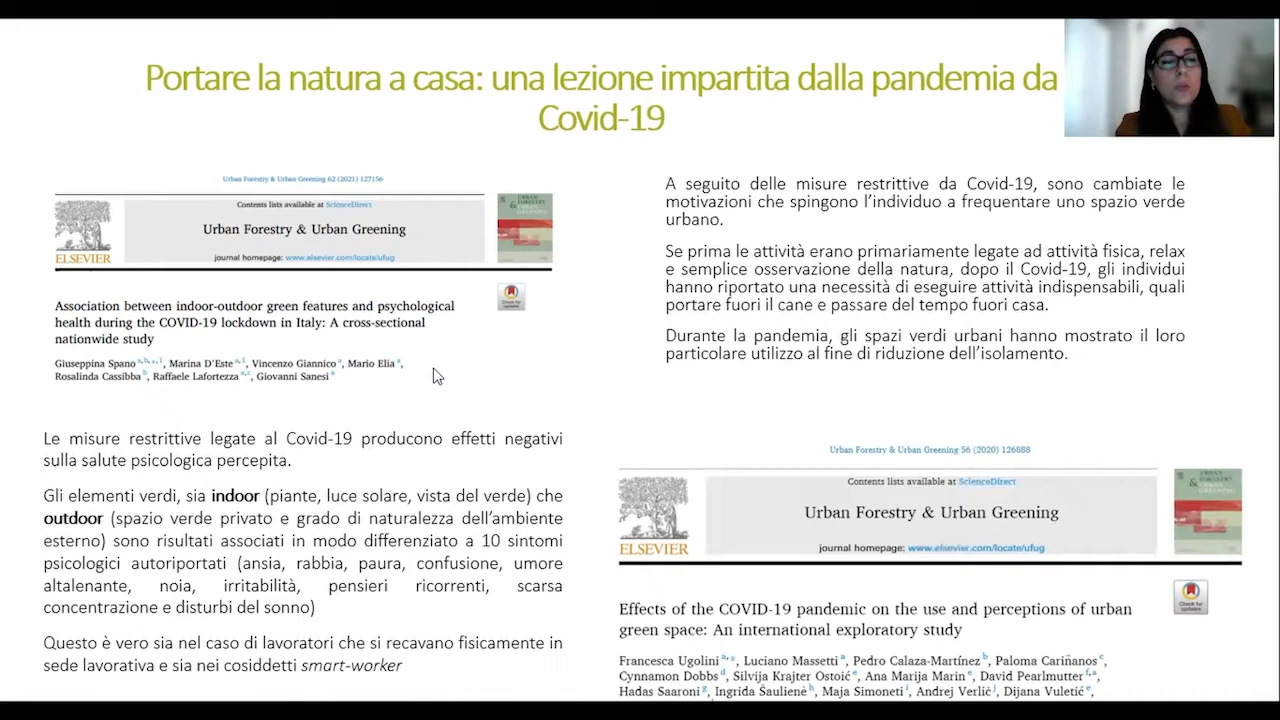 Portare la natura a casa: una lezione impartita dalla pandemia da
Covid-19
Urban Forestry & Urban Greening 62 (2021) 127156
Contents lists available at ScienceDirect
Urban Forestry & Urban Greening
journal homepage: www.elsevier.com/locate/ufug
ELSEVIER
URBAN
FORESTRY
Check for
updates
Association between indoor-outdoor green features and psychological
health during the COVID-19 lockdown in Italy: A cross-sectional
nationwide study
Giuseppina Spano a,b,*,1, Marina D'Este a,1, Vincenzo Giannico a, Mario Elia a,
Rosalinda Cassibba b, Raffaele Lafortezza a,c, Giovanni Sanesi a
Le misure restrittive legate al Covid-19 producono effetti negativi
sulla salute psicologica percepita.
Gli elementi verdi, sia indoor (piante, luce solare, vista del verde) che
outdoor (spazio verde privato e grado di naturalezza dell'ambiente
esterno) sono risultati associati in modo differenziato a 10 sintomi
psicologici autoriportati (ansia, rabbia, paura, confusione, umore
altalenante, noia, irritabilità, pensieri ricorrenti, scarsa
concentrazione e disturbi del sonno)
Questo è vero sia nel caso di lavoratori che si recavano fisicamente in
sede lavorativa e sia nei cosiddetti smart-worker
A seguito delle misure restrittive da Covid-19, sono cambiate le
motivazioni che spingono l'individuo a frequentare uno spazio verde
urbano.
Se prima le attività erano primariamente legate ad attività fisica, relax
e semplice osservazione della natura, dopo il Covid-19, gli individui
hanno riportato una necessità di eseguire attività indispensabili, quali
portare fuori il cane e passare del tempo fuori casa.
Durante la pandemia, gli spazi verdi urbani hanno mostrato il loro
particolare utilizzo al fine di riduzione dell'isolamento.
Urban Forestry & Urban Greening 56 (2020) 126888
Contents lists available at ScienceDirect
Urban Forestry & Urban Greening
journal homepage: www.elsevier.com/locate/ufug
ELSEVIER
Check for
updates
Effects of the COVID-19 pandemic on the use and perceptions of urban
green space: An international exploratory study
Francesca Ugolini a,*, Luciano Massetti a, Pedro Calaza-Martínez b, Paloma Cariñanos c,
Cynnamon Dobbs d, Silvija Krajter Ostoić e, Ana Marija Marin e, David Pearlmutter f,a,
Hadas Saaroni g, Ingrida Šaulienė h, Maja Simoneti i, Andrej Verlič j, Dijana Vuletić e,